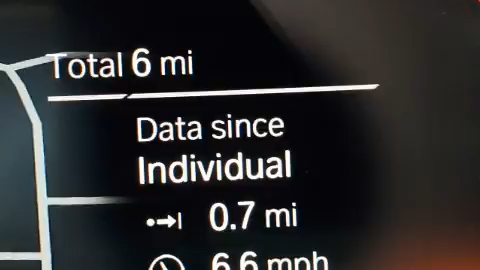 Total 6 mi
Data since
Individual
0.7 mi
6.6 mph